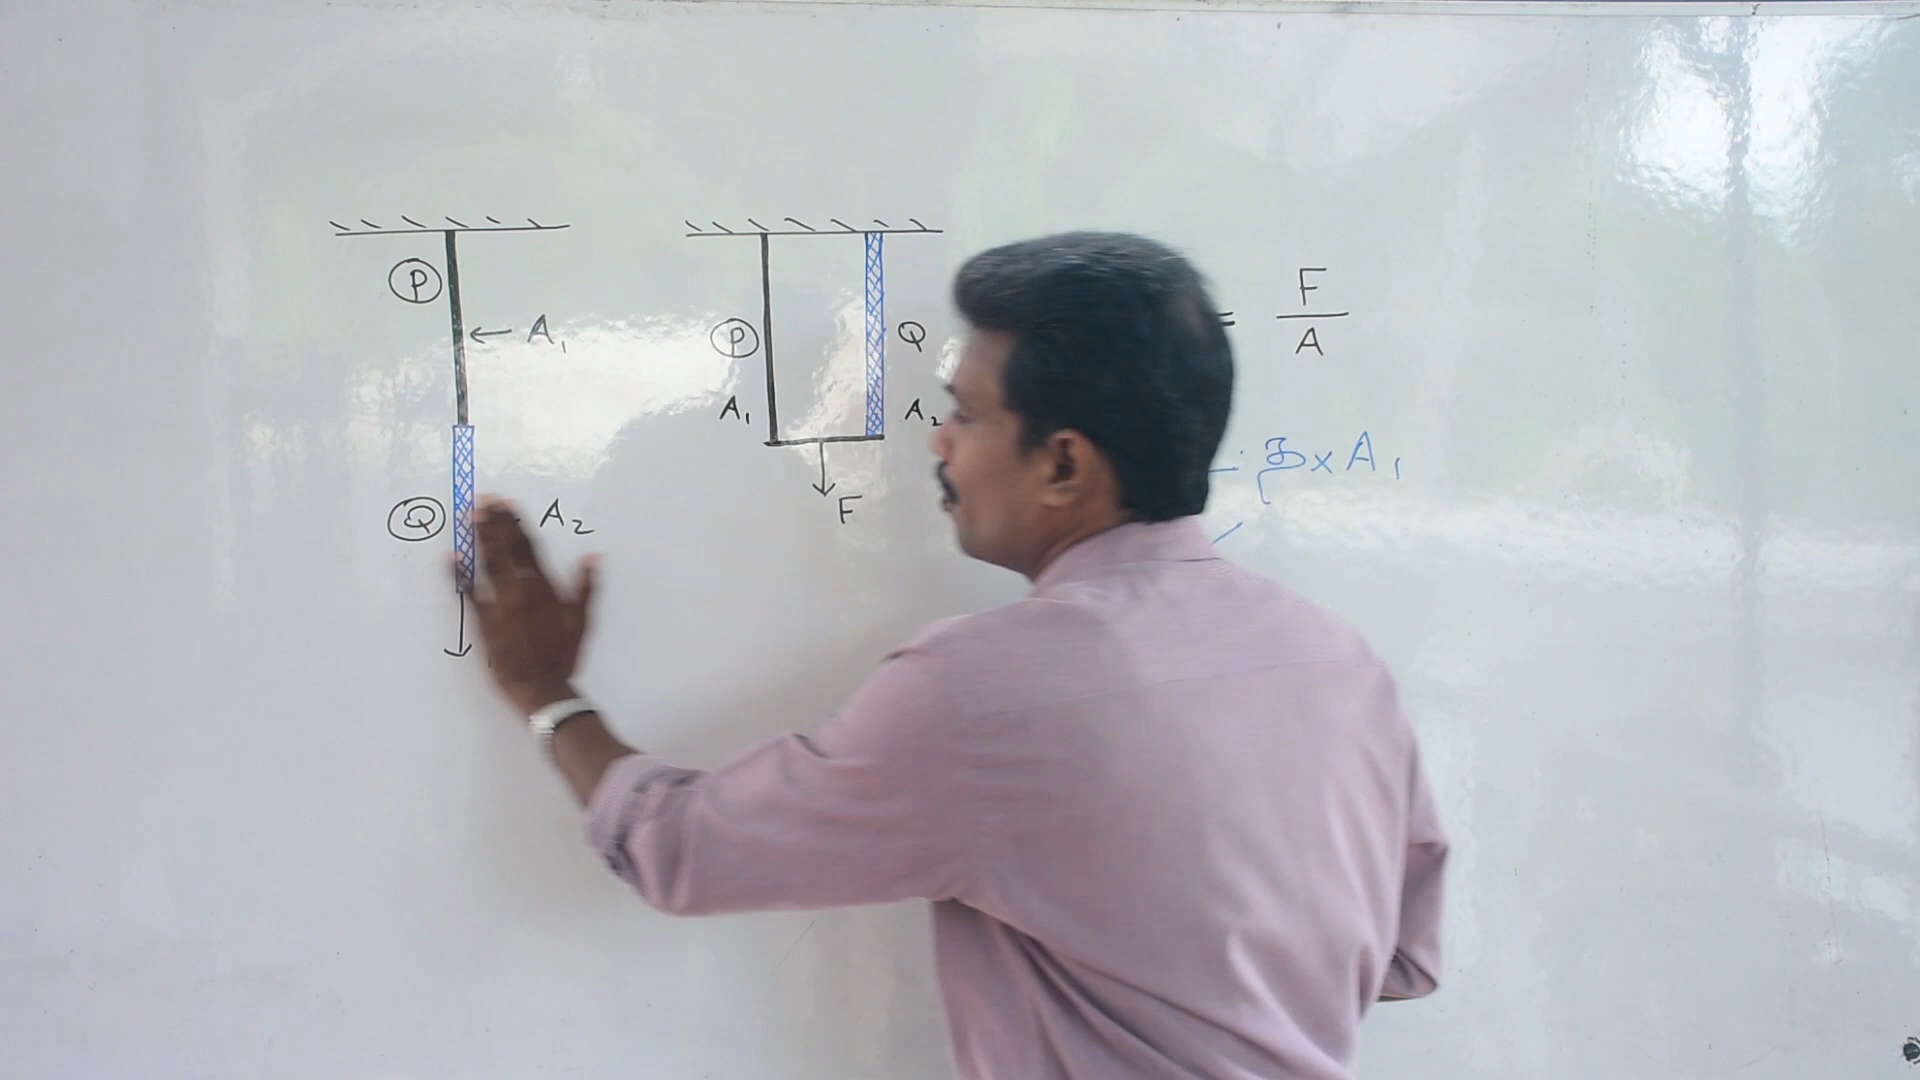 P
← A₁
Q
A₂
P
A₁
Q
A₂
F
= F / A
த × A₁